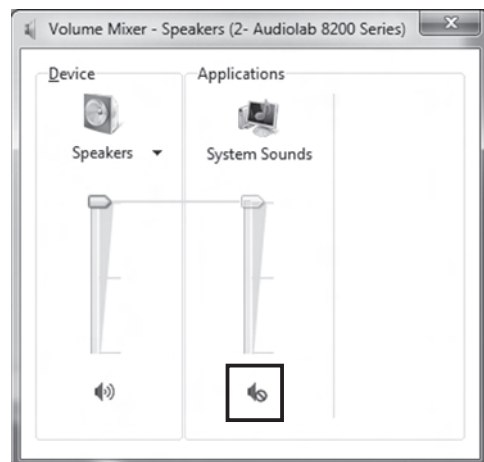 Volume Mixer - Speakers (2- Audiolab 8200 Series)
Device
Applications
Speakers
System Sounds